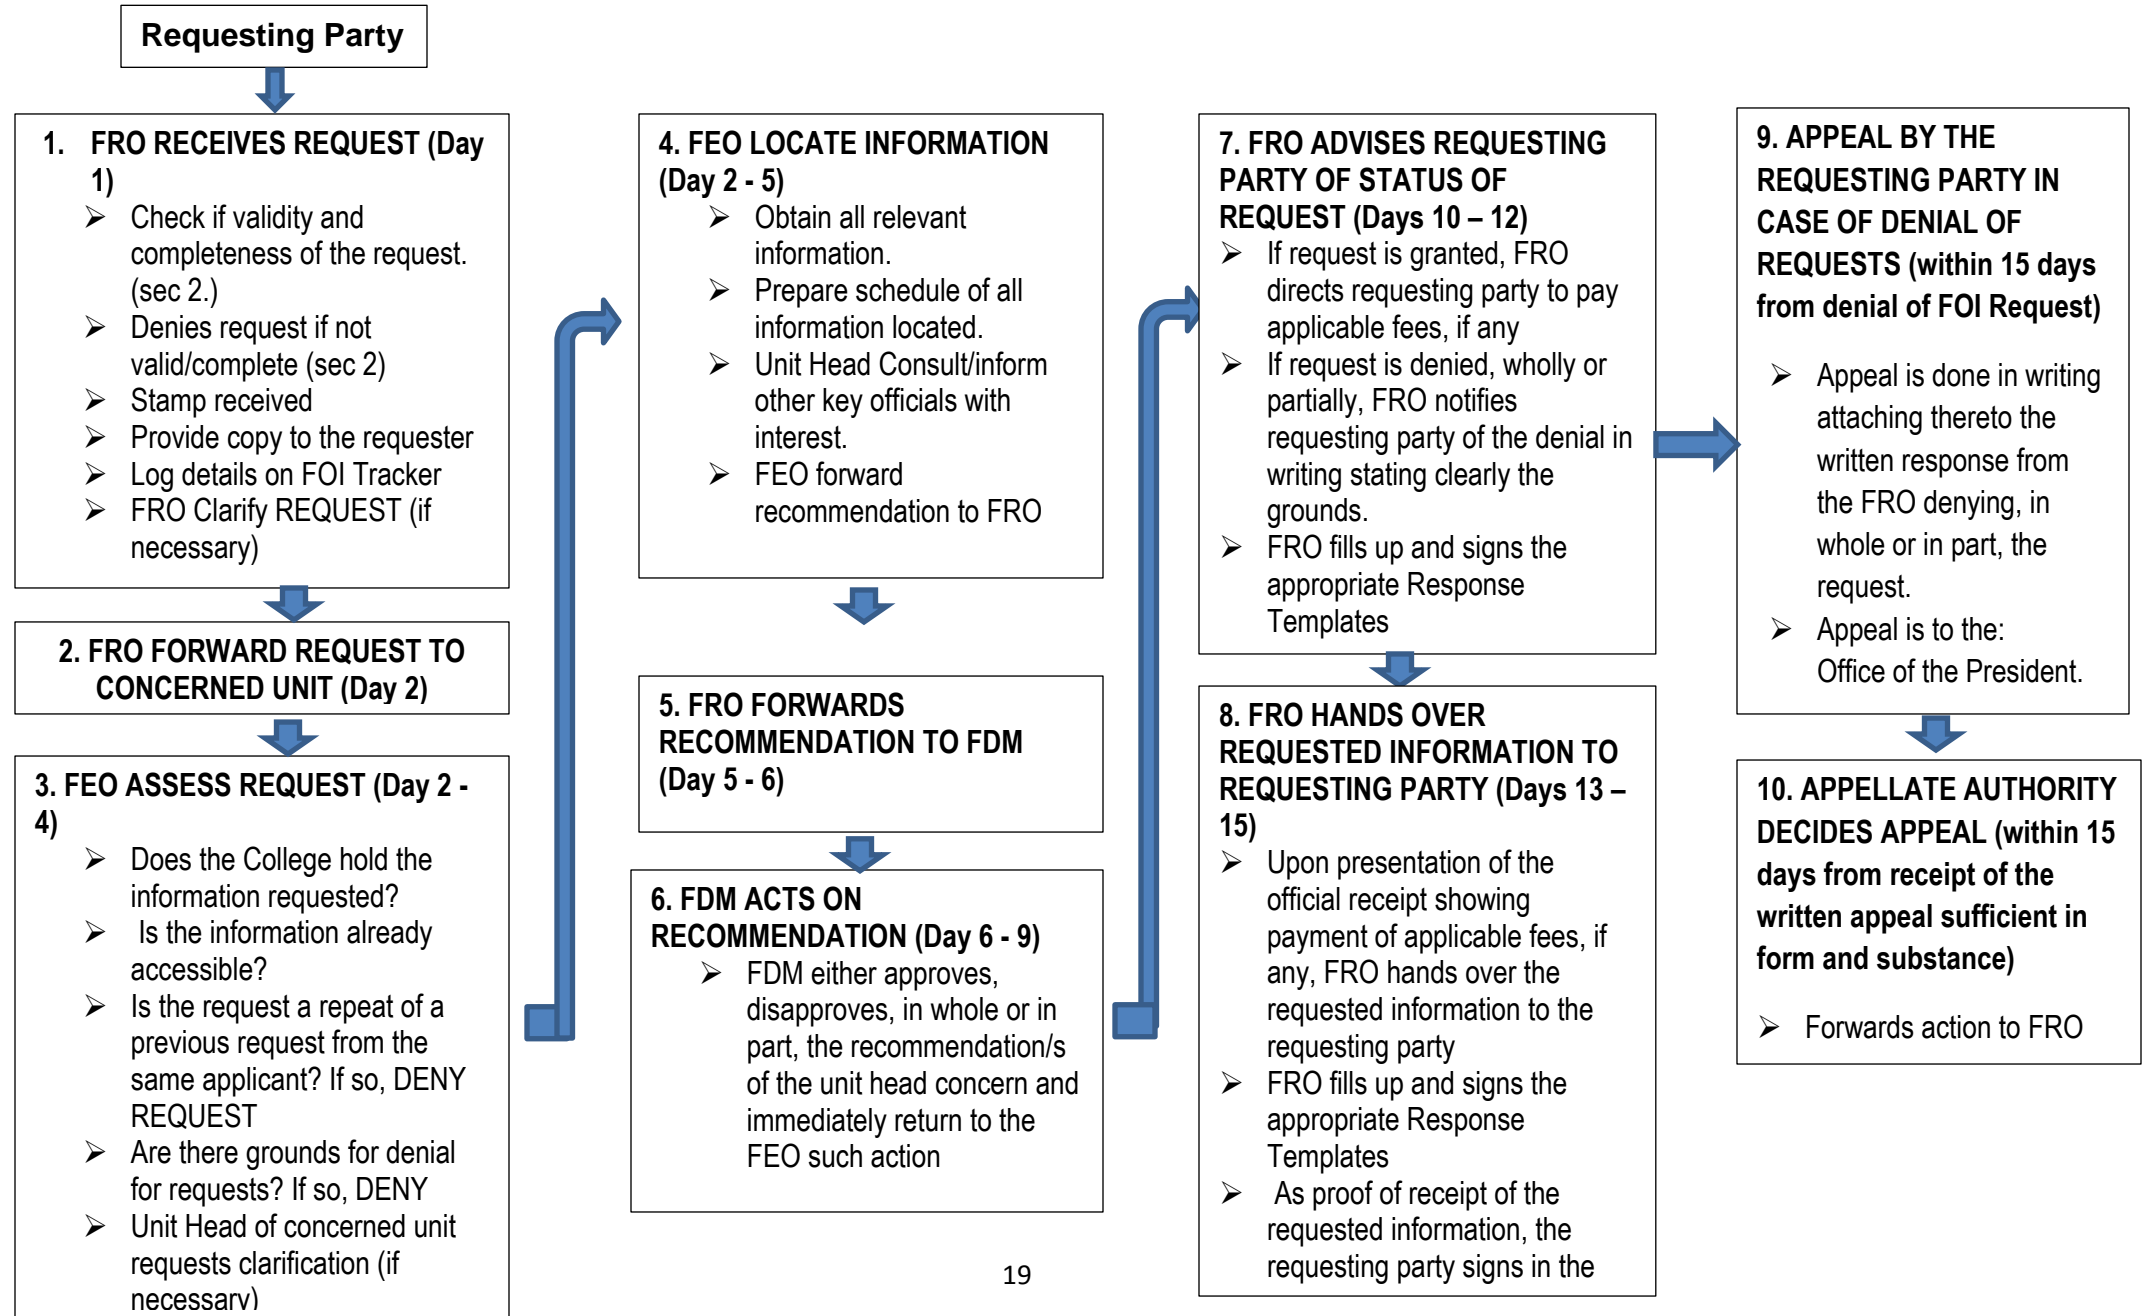 Requesting Party
1. FRO RECEIVES REQUEST (Day
1)
➢ Check if validity and
completeness of the request.
(sec 2.)
➢ Denies request if not
valid/complete (sec 2)
➢ Stamp received
➢ Provide copy to the requester
➢ Log details on FOI Tracker
➢ FRO Clarify REQUEST (if
necessary)
2. FRO FORWARD REQUEST TO
CONCERNED UNIT (Day 2)
3. FEO ASSESS REQUEST (Day 2 -
4)
➢ Does the College hold the
information requested?
➢ Is the information already
accessible?
➢ Is the request a repeat of a
previous request from the
same applicant? If so, DENY
REQUEST
➢ Are there grounds for denial
for requests? If so, DENY
➢ Unit Head of concerned unit
requests clarification (if
necessary)
4. FEO LOCATE INFORMATION
(Day 2 - 5)
➢ Obtain all relevant
information.
➢ Prepare schedule of all
information located.
➢ Unit Head Consult/inform
other key officials with
interest.
➢ FEO forward
recommendation to FRO
5. FRO FORWARDS
RECOMMENDATION TO FDM
(Day 5 - 6)
6. FDM ACTS ON
RECOMMENDATION (Day 6 - 9)
➢ FDM either approves,
disapproves, in whole or in
part, the recommendation/s
of the unit head concern and
immediately return to the
FEO such action
7. FRO ADVISES REQUESTING
PARTY OF STATUS OF
REQUEST (Days 10 – 12)
➢ If request is granted, FRO
directs requesting party to pay
applicable fees, if any
➢ If request is denied, wholly or
partially, FRO notifies
requesting party of the denial in
writing stating clearly the
grounds.
➢ FRO fills up and signs the
appropriate Response
Templates
8. FRO HANDS OVER
REQUESTED INFORMATION TO
REQUESTING PARTY (Days 13 –
15)
➢ Upon presentation of the
official receipt showing
payment of applicable fees, if
any, FRO hands over the
requested information to the
requesting party
➢ FRO fills up and signs the
appropriate Response
Templates
➢ As proof of receipt of the
requested information, the
requesting party signs in the
9. APPEAL BY THE
REQUESTING PARTY IN
CASE OF DENIAL OF
REQUESTS (within 15 days
from denial of FOI Request)
➢ Appeal is done in writing
attaching thereto the
written response from
the FRO denying, in
whole or in part, the
request.
➢ Appeal is to the:
Office of the President.
10. APPELLATE AUTHORITY
DECIDES APPEAL (within 15
days from receipt of the
written appeal sufficient in
form and substance)
➢ Forwards action to FRO
19